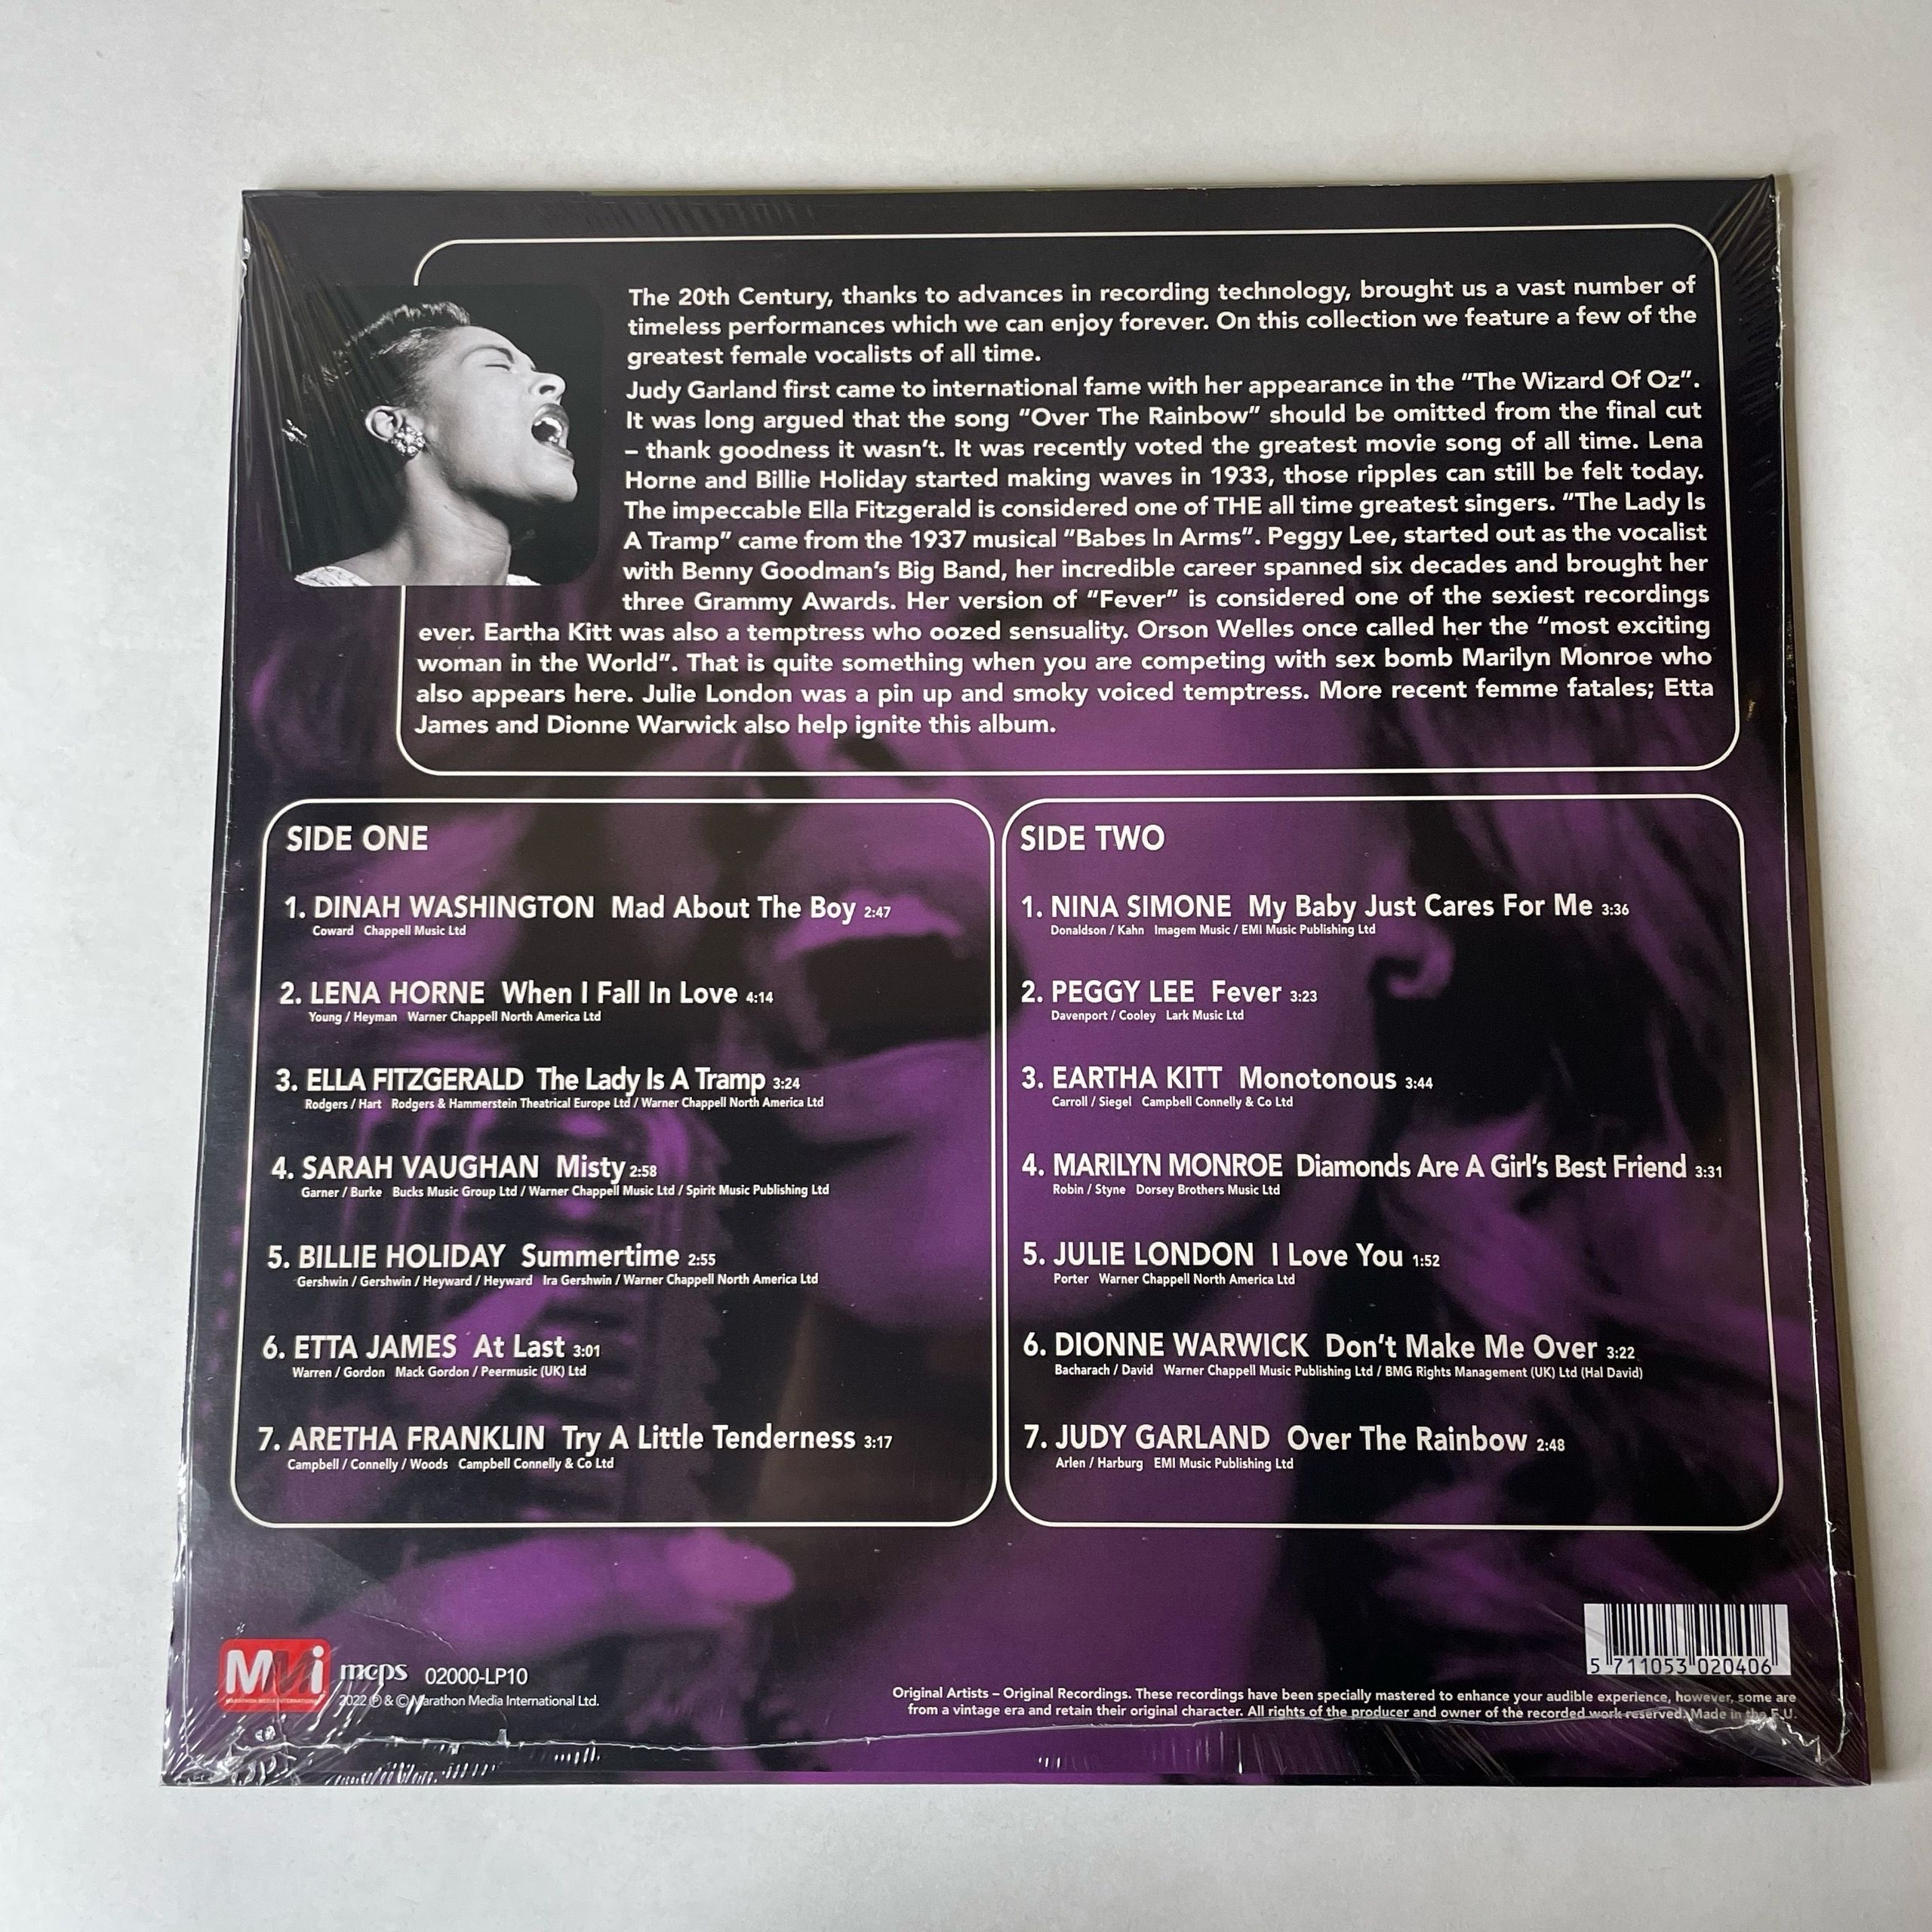 The 20th Century, thanks to advances in recording technology, brought us a vast number of
timeless performances which we can enjoy forever. On this collection we feature a few of the
greatest female vocalists of all time.
Judy Garland first came to international fame with her appearance in the “The Wizard Of Oz”.
It was long argued that the song “Over The Rainbow” should be omitted from the final cut
– thank goodness it wasn’t. It was recently voted the greatest movie song of all time. Lena
Horne and Billie Holiday started making waves in 1933, those ripples can still be felt today.
The impeccable Ella Fitzgerald is considered one of THE all time greatest singers. “The Lady Is
A Tramp” came from the 1937 musical “Babes In Arms”. Peggy Lee, started out as the vocalist
with Benny Goodman’s Big Band, her incredible career spanned six decades and brought her
three Grammy Awards. Her version of “Fever” is considered one of the sexiest recordings
ever. Eartha Kitt was also a temptress who oozed sensuality. Orson Welles once called her the “most exciting
woman in the World”. That is quite something when you are competing with sex bomb Marilyn Monroe who
also appears here. Julie London was a pin up and smoky voiced temptress. More recent femme fatales; Etta
James and Dionne Warwick also help ignite this album.
SIDE ONE
1. DINAH WASHINGTON Mad About The Boy 2:47
Coward Chappell Music Ltd
2. LENA HORNE When I Fall In Love 4:14
Young / Heyman Warner Chappell North America Ltd
3. ELLA FITZGERALD The Lady Is A Tramp 3:24
Rodgers / Hart Rodgers & Hammerstein Theatrical Europe Ltd / Warner Chappell North America Ltd
4. SARAH VAUGHAN Misty 2:58
Garner / Burke Bucks Music Group Ltd / Warner Chappell Music Ltd / Spirit Music Publishing Ltd
5. BILLIE HOLIDAY Summertime 2:55
Gershwin / Gershwin / Heyward / Heyward Ira Gershwin / Warner Chappell North America Ltd
6. ETTA JAMES At Last 3:01
Warren / Gordon Mack Gordon / Peermusic (UK) Ltd
7. ARETHA FRANKLIN Try A Little Tenderness 3:17
Campbell / Connelly / Woods Campbell Connelly & Co Ltd
SIDE TWO
1. NINA SIMONE My Baby Just Cares For Me 3:36
Donaldson / Kahn Imagem Music / EMI Music Publishing Ltd
2. PEGGY LEE Fever 3:23
Davenport / Cooley Lark Music Ltd
3. EARTHA KITT Monotonous 3:44
Carroll / Siegel Campbell Connelly & Co Ltd
4. MARILYN MONROE Diamonds Are A Girl’s Best Friend 3:31
Robin / Styne Dorsey Brothers Music Ltd
5. JULIE LONDON I Love You 1:52
Porter Warner Chappell North America Ltd
6. DIONNE WARWICK Don’t Make Me Over 3:22
Bacharach / David Warner Chappell Music Publishing Ltd / BMG Rights Management (UK) Ltd (Hal David)
7. JUDY GARLAND Over The Rainbow 2:48
Arlen / Harburg EMI Music Publishing Ltd
MMi
MARATHON MEDIA INTERNATIONAL
mcps 02000-LP10
2022 ℗ & © Marathon Media International Ltd.
5 711053 020406
Original Artists – Original Recordings. These recordings have been specially mastered to enhance your audible experience, however, some are
from a vintage era and retain their original character. All rights of the producer and owner of the recorded work reserved. Made in the E.U.